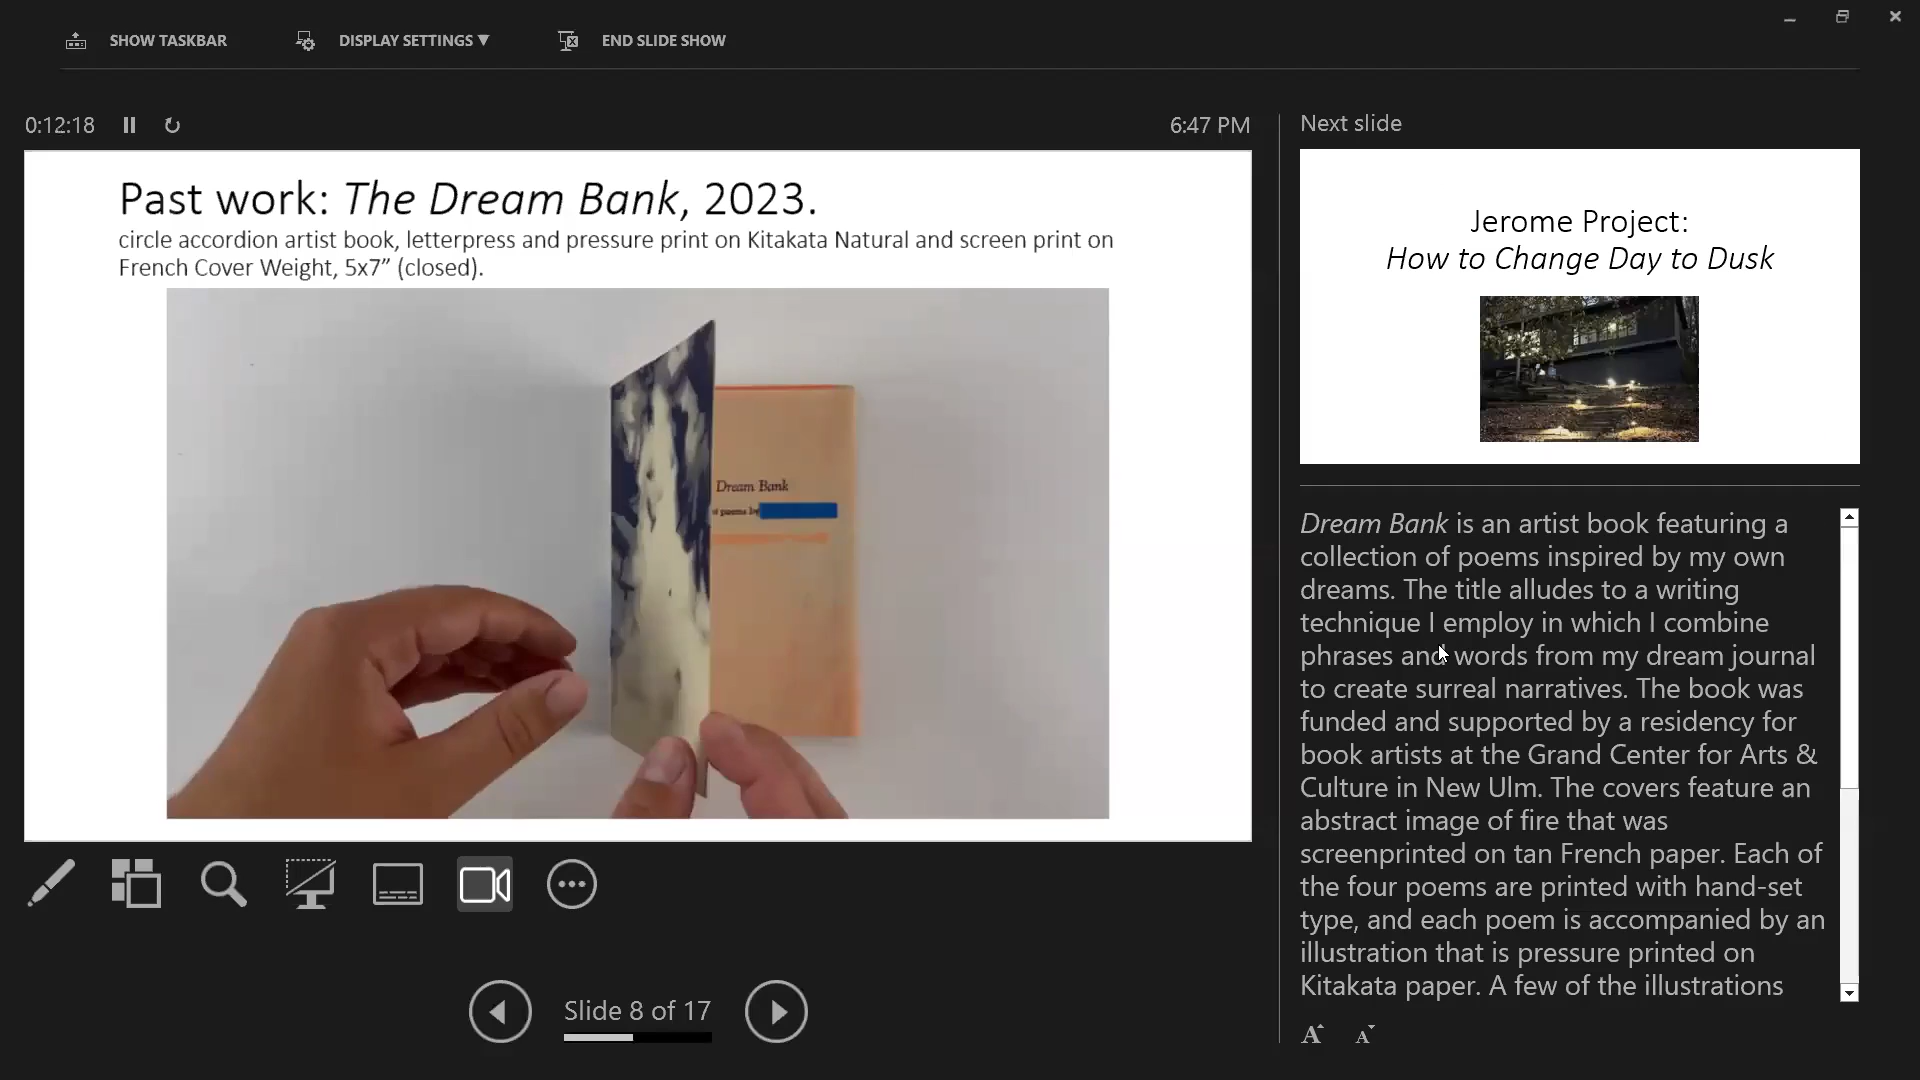 SHOW TASKBAR
DISPLAY SETTINGS ▼
END SLIDE SHOW
0:12:18
6:47 PM
Past work: The Dream Bank, 2023.
circle accordion artist book, letterpress and pressure print on Kitakata Natural and screen print on
French Cover Weight, 5x7” (closed).
Dream Bank
poems by
Slide 8 of 17
Next slide
Jerome Project:
How to Change Day to Dusk
Dream Bank is an artist book featuring a
collection of poems inspired by my own
dreams. The title alludes to a writing
technique I employ in which I combine
phrases and words from my dream journal
to create surreal narratives. The book was
funded and supported by a residency for
book artists at the Grand Center for Arts &
Culture in New Ulm. The covers feature an
abstract image of fire that was
screenprinted on tan French paper. Each of
the four poems are printed with hand-set
type, and each poem is accompanied by an
illustration that is pressure printed on
Kitakata paper. A few of the illustrations
A A